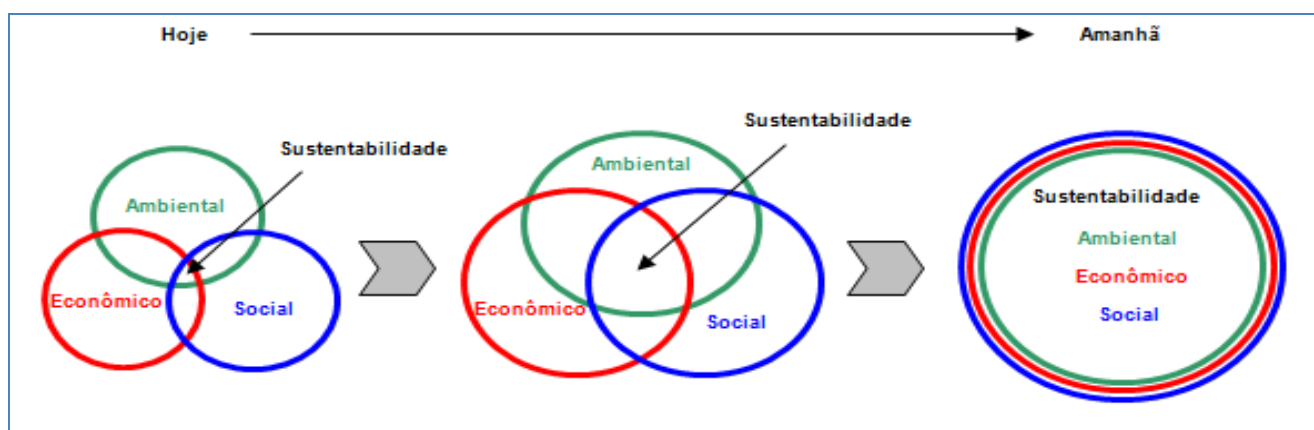 Hoje
Amanhã
Sustentabilidade
Ambiental
Econômico
Social
Sustentabilidade
Ambiental
Econômico
Social
Sustentabilidade
Ambiental
Econômico
Social